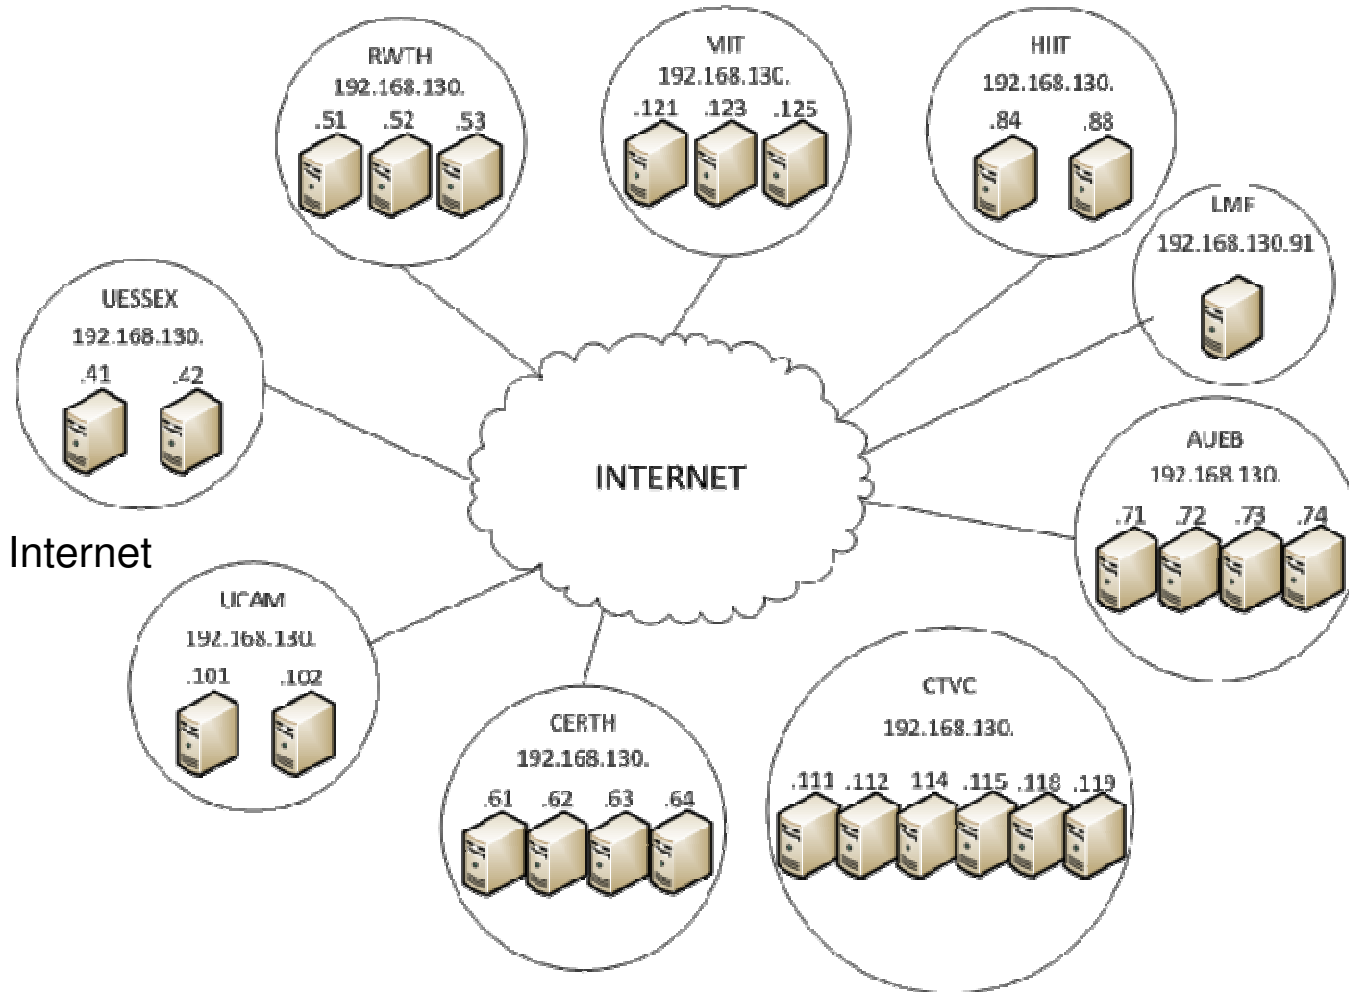 RWTH
192.168.130.
.51 .52 .53
MIT
192.168.130.
.121 .123 .125
HIIT
192.168.130.
.84 .88
LMF
192.168.130.91
UESSEX
192.168.130.
.41 .42
INTERNET
AUEB
192.168.130.
.71 .72 .73 .74
Internet
UCAM
192.168.130.
.101 .102
CERTH
192.168.130.
.61 .62 .63 .64
CTVC
192.168.130.
.111 .112 114 .115 .118 .119